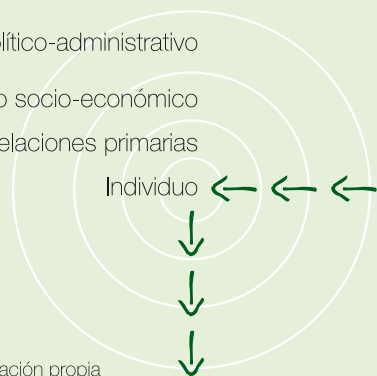 lítico-administrativo
o socio-económico
elaciones primarias
Individuo
ación propia